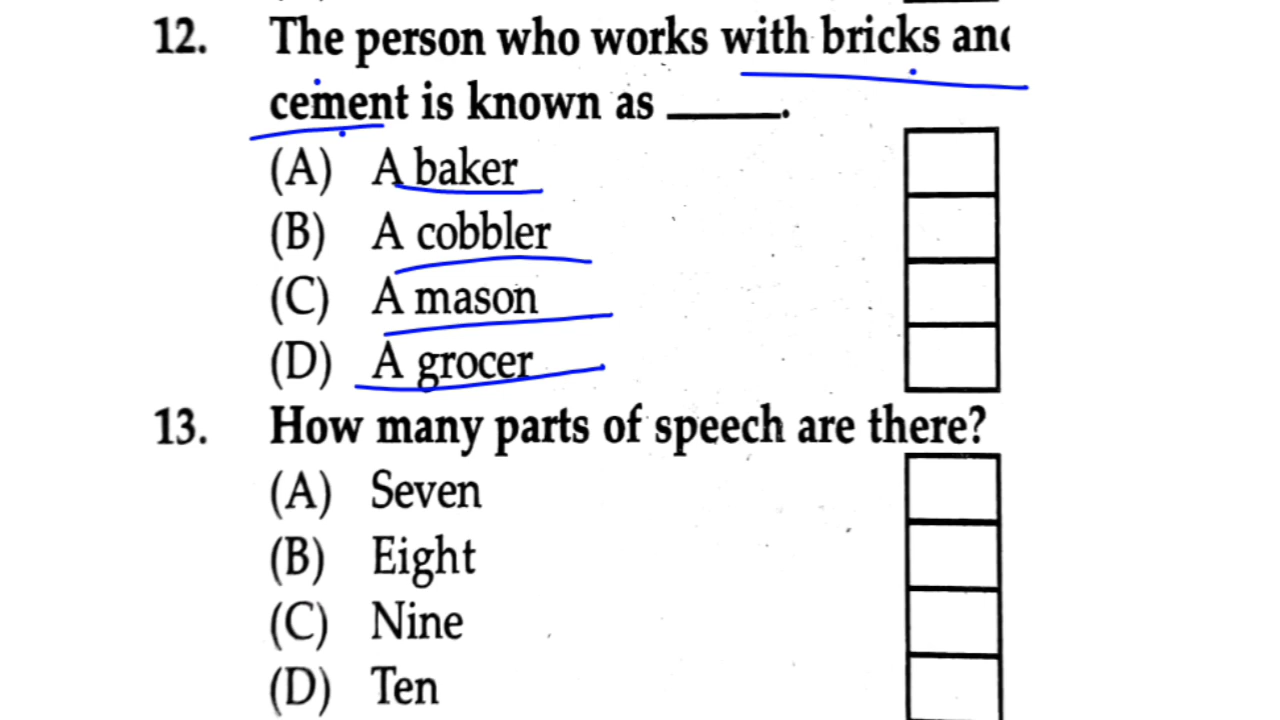 12. The person who works with bricks and
cement is known as _____.
(A) A baker
(B) A cobbler
(C) A mason
(D) A grocer
13. How many parts of speech are there?
(A) Seven
(B) Eight
(C) Nine
(D) Ten